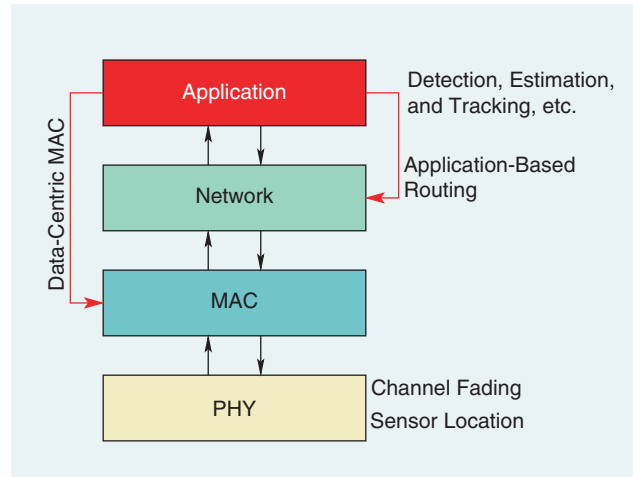 Application
Detection, Estimation,
and Tracking, etc.
Data-Centric MAC
Application-Based
Routing
Network
MAC
PHY
Channel Fading
Sensor Location